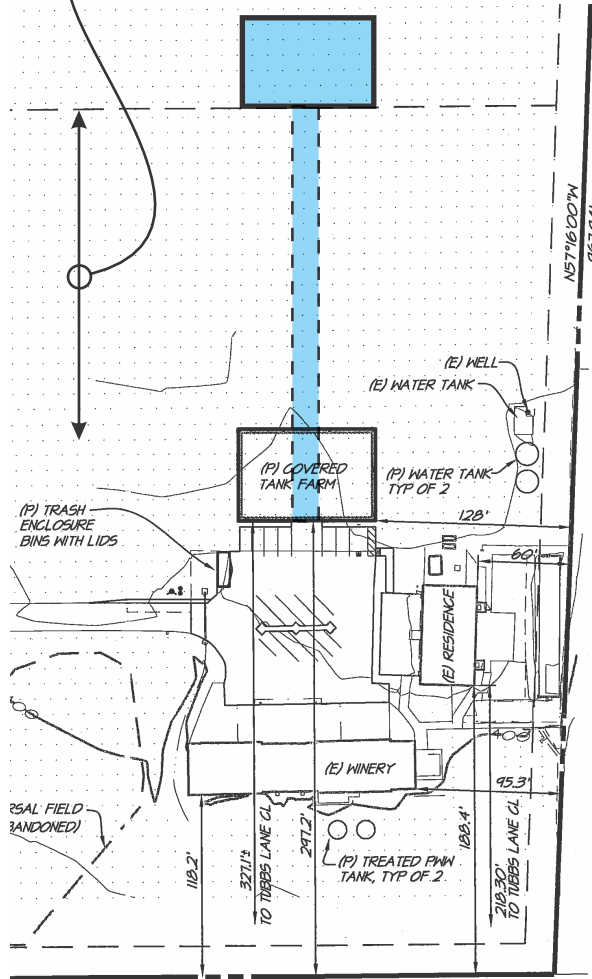 N57°16'00"W
(E) WELL
(E) WATER TANK
(P) COVERED
TANK FARM
(P) WATER TANK
TYP OF 2
(P) TRASH
ENCLOSURE
BINS WITH LIDS
128'
60'
(E) RESIDENCE
(E) WINERY
95.3'
RSAL FIELD
BANDONED)
118.2'
327.1'±
TO TUBBS LANE CL
297.2'
(P) TREATED PWW
TANK, TYP OF 2
188.4'
218.30'
TO TUBBS LANE CL